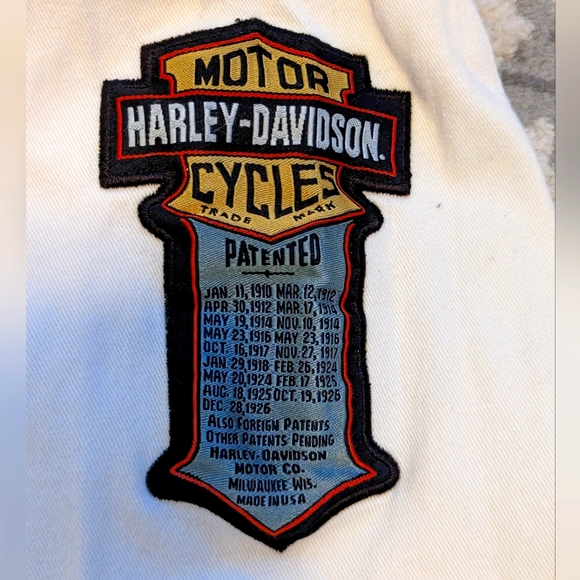 MOTOR
HARLEY-DAVIDSON.
CYCLES
TRADE MARK
PATENTED
JAN. 11, 1910 MAR. 12, 1912
APR. 30, 1912 MAR. 17, 1914
MAY 19, 1914 NOV. 10, 1914
MAY 23, 1916 MAY 23, 1916
OCT. 16, 1917 NOV. 27, 1917
JAN. 29, 1918 FEB. 26, 1924
MAY 20, 1924 FEB. 17 1925
AUG. 18, 1925 OCT. 19, 1926
DEC. 28, 1926
ALSO FOREIGN PATENTS
OTHER PATENTS PENDING
HARLEY-DAVIDSON
MOTOR CO.
MILWAUKEE WIS.
MADE IN USA